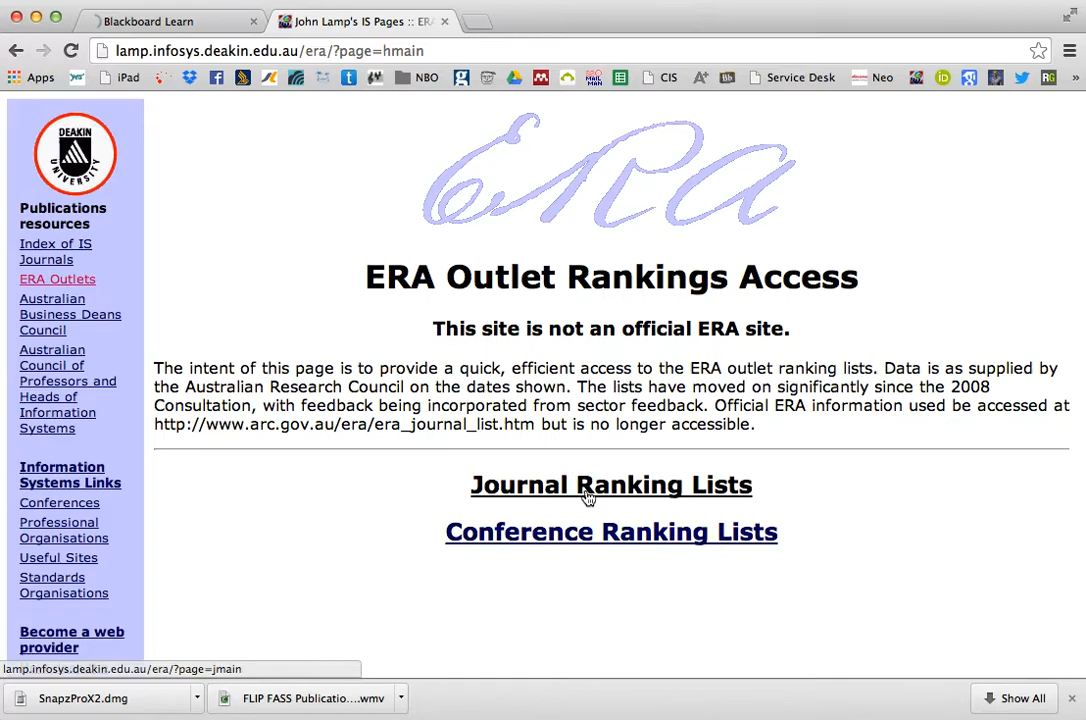 Blackboard Learn
John Lamp's IS Pages :: ERA
lamp.infosys.deakin.edu.au/era/?page=hmain
Apps
iPad
NBO
CIS
Service Desk
Neo
DEAKIN
UNIVERSITY
Publications
resources
Index of IS
Journals
ERA Outlets
Australian
Business Deans
Council
Australian
Council of
Professors and
Heads of
Information
Systems
Information
Systems Links
Conferences
Professional
Organisations
Useful Sites
Standards
Organisations
Become a web
provider
ERA
ERA Outlet Rankings Access
This site is not an official ERA site.
The intent of this page is to provide a quick, efficient access to the ERA outlet ranking lists. Data is as supplied by
the Australian Research Council on the dates shown. The lists have moved on significantly since the 2008
Consultation, with feedback being incorporated from sector feedback. Official ERA information used be accessed at
http://www.arc.gov.au/era/era_journal_list.htm but is no longer accessible.
Journal Ranking Lists
Conference Ranking Lists
lamp.infosys.deakin.edu.au/era/?page=jmain
SnapzProX2.dmg
FLIP FASS Publicatio....wmv
Show All